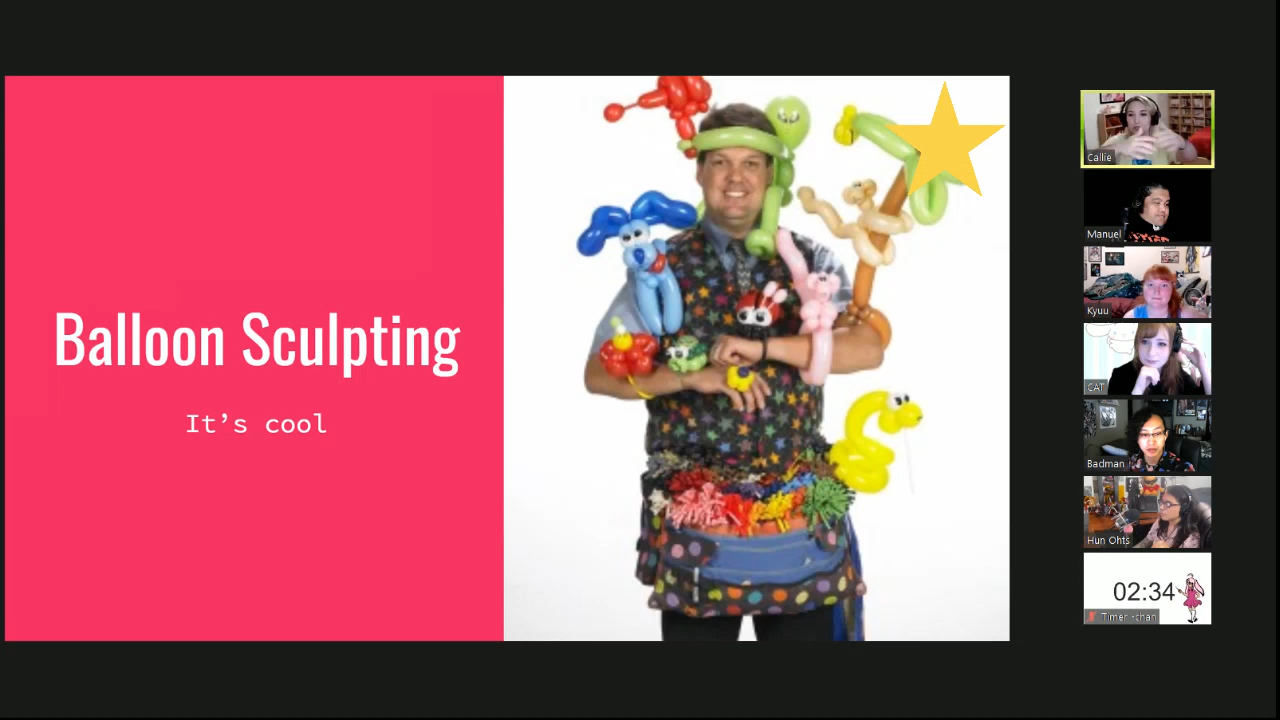 Balloon Sculpting
It's cool
Callie
Manuel
Kyuu
CAT
Badman
Hun Ohts
02:34
Timer -chan